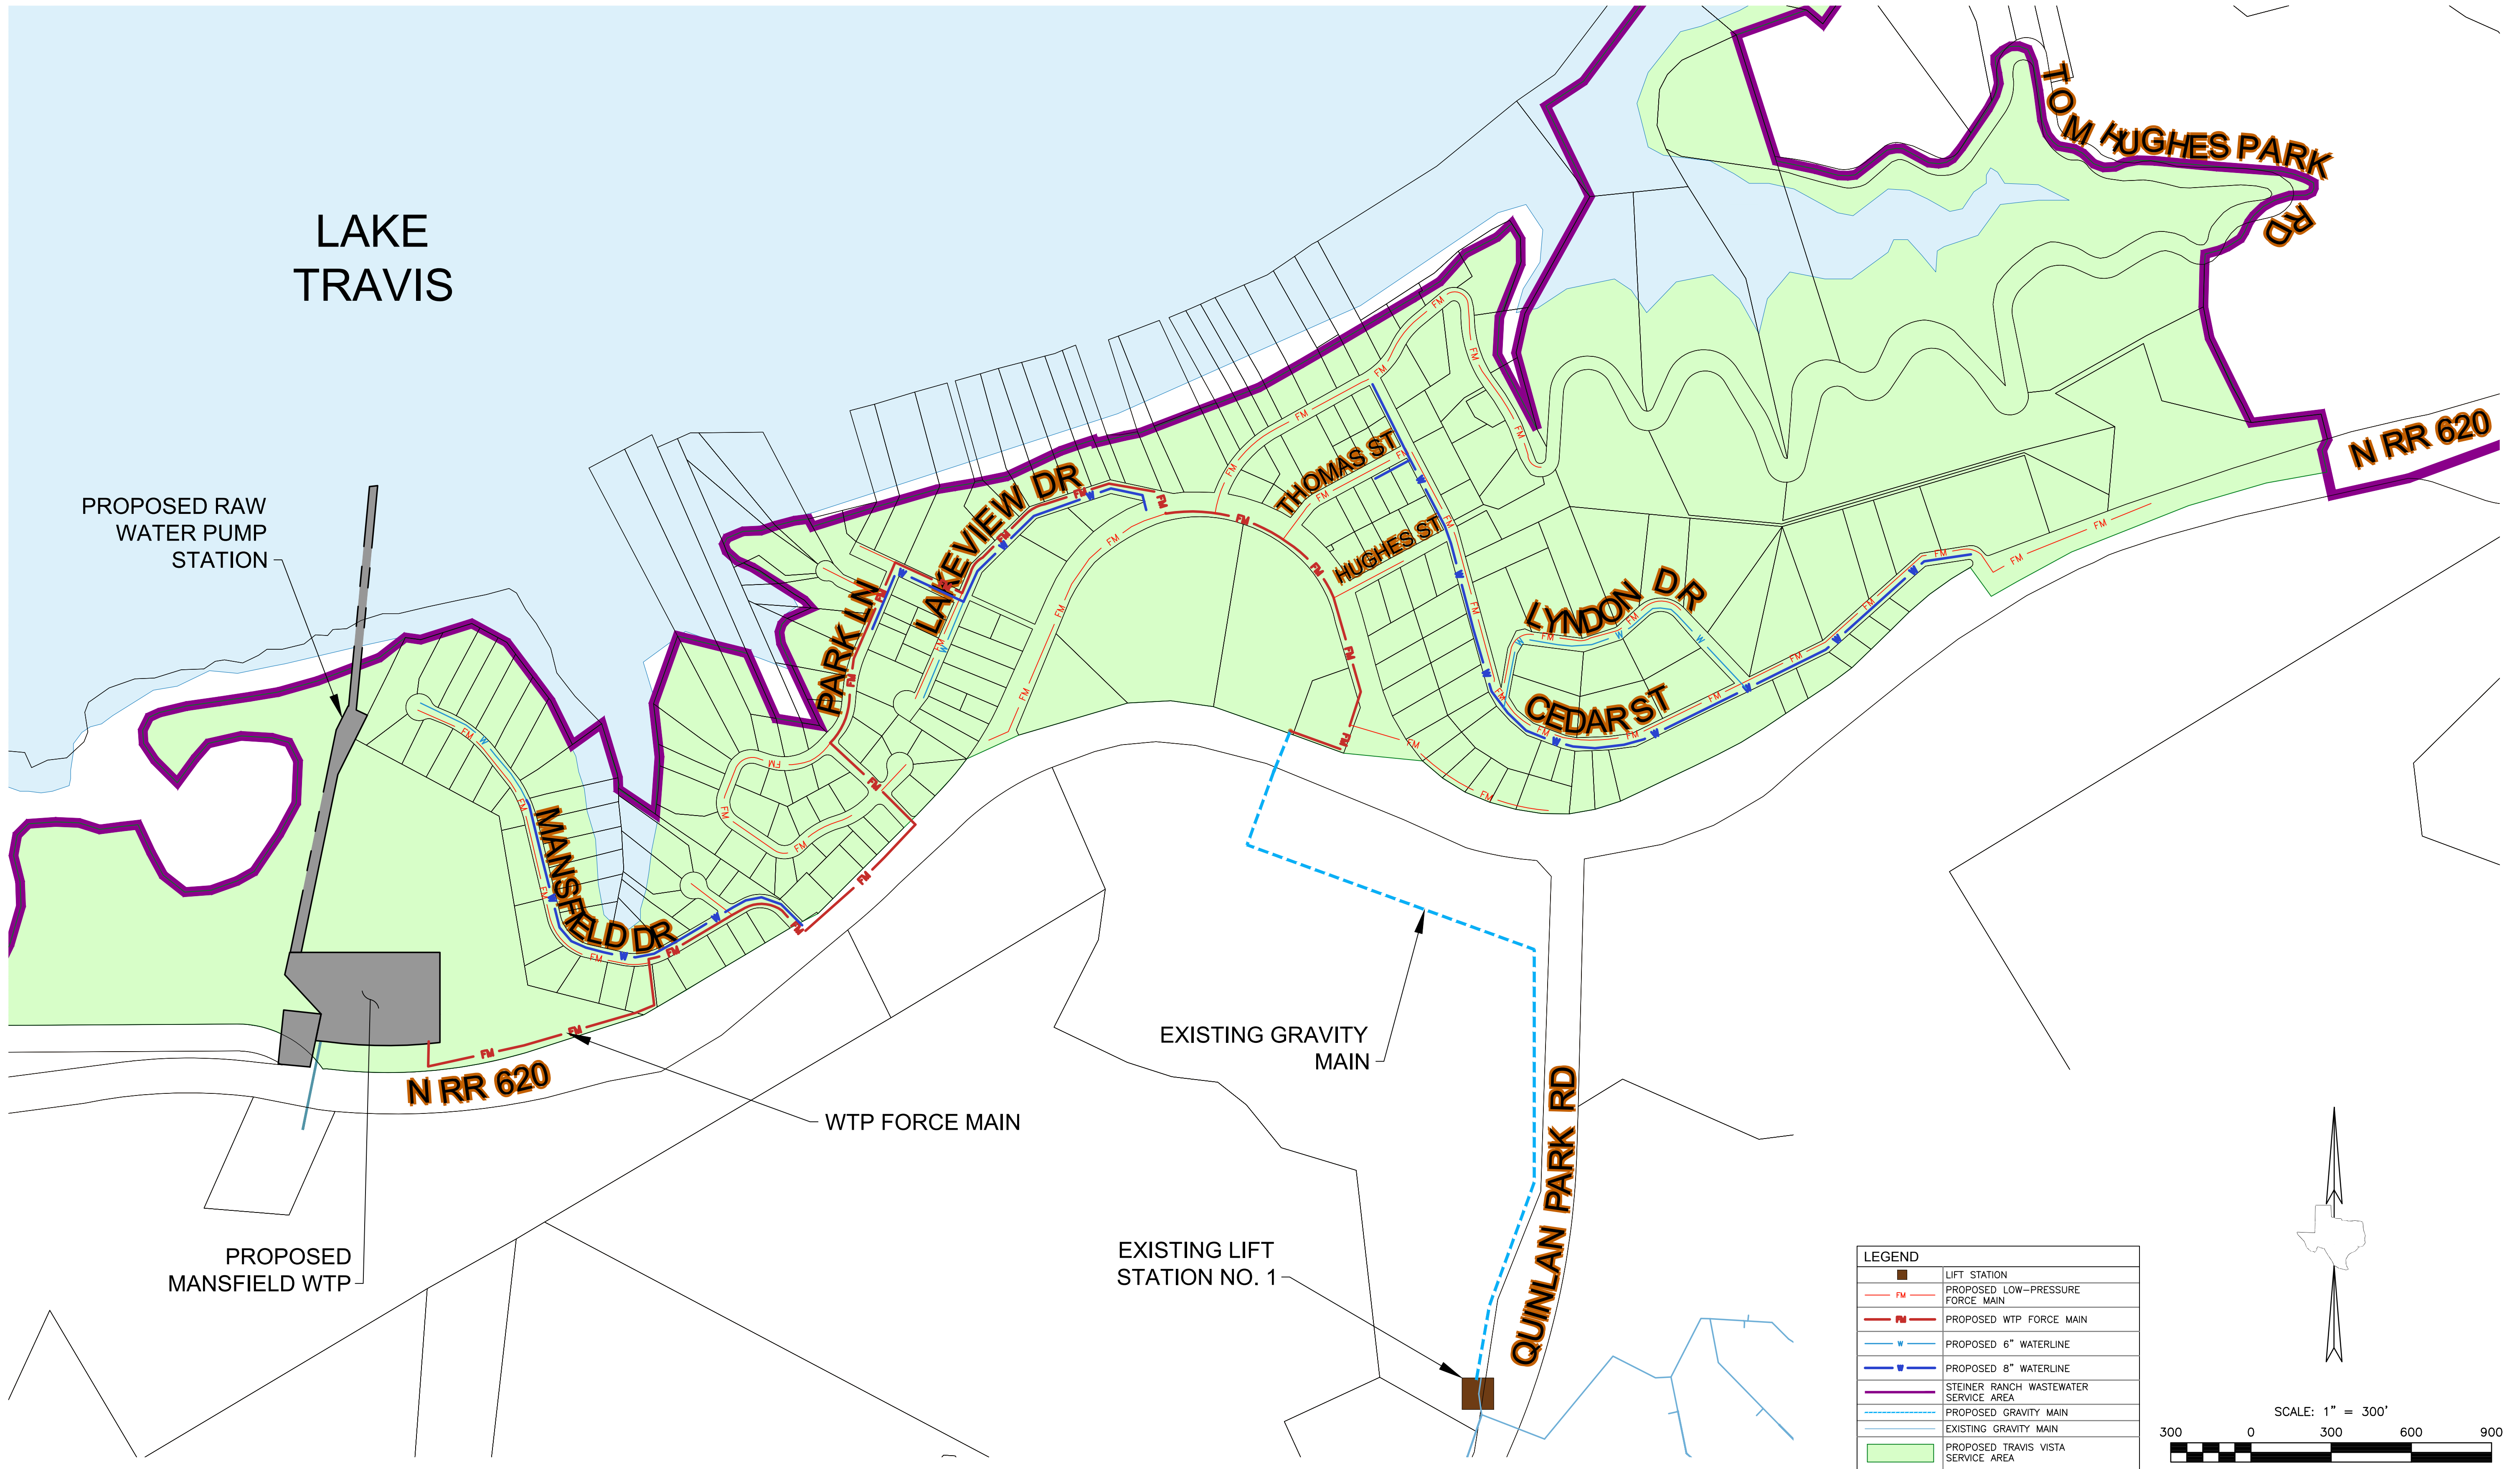 LAKE
TRAVIS
TOM HUGHES PARK
RD
N RR 620
PROPOSED RAW
WATER PUMP
STATION
LAKEVIEW DR
THOMAS ST
HUGHES ST
PARK LN
LYNDON DR
CEDAR ST
MANSFIELD DR
N RR 620
EXISTING GRAVITY
MAIN
WTP FORCE MAIN
QUINLAN PARK RD
PROPOSED
MANSFIELD WTP
EXISTING LIFT
STATION NO. 1
LEGEND
LIFT STATION
FM PROPOSED LOW-PRESSURE
FORCE MAIN
FM PROPOSED WTP FORCE MAIN
W PROPOSED 6" WATERLINE
W PROPOSED 8" WATERLINE
STEINER RANCH WASTEWATER
SERVICE AREA
PROPOSED GRAVITY MAIN
EXISTING GRAVITY MAIN
PROPOSED TRAVIS VISTA
SERVICE AREA
SCALE: 1" = 300'
300 0 300 600 900